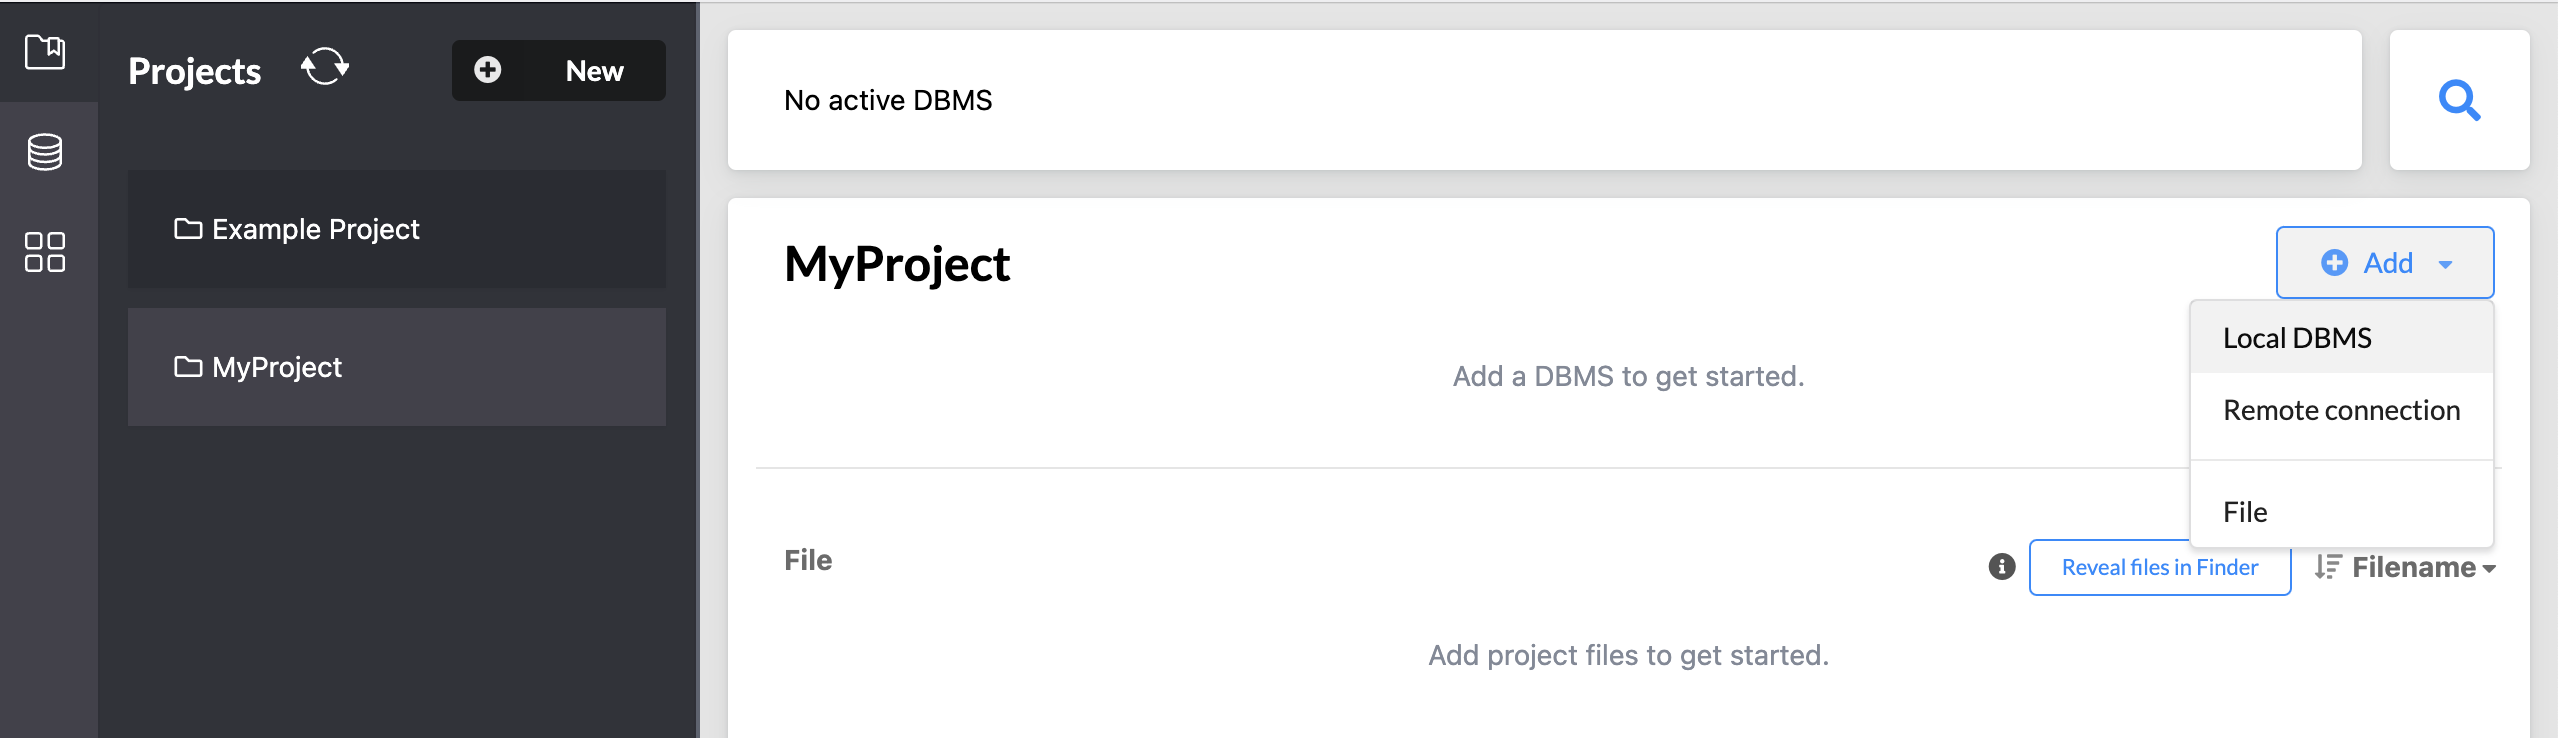 Projects
New
Example Project
MyProject
No active DBMS
MyProject
Add
Local DBMS
Remote connection
File
Add a DBMS to get started.
File
Reveal files in Finder
Filename
Add project files to get started.